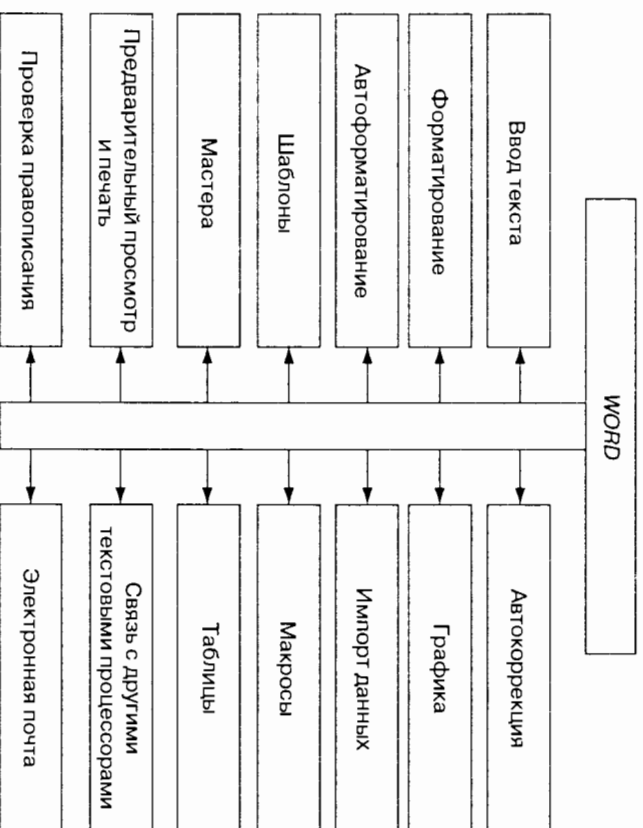 WORD
Ввод текста
Форматирование
Автоформатирование
Шаблоны
Мастера
Предварительный просмотр
и печать
Проверка правописания
Автокоррекция
Графика
Импорт данных
Макросы
Таблицы
Связь с другими
текстовыми процессорами
Электронная почта